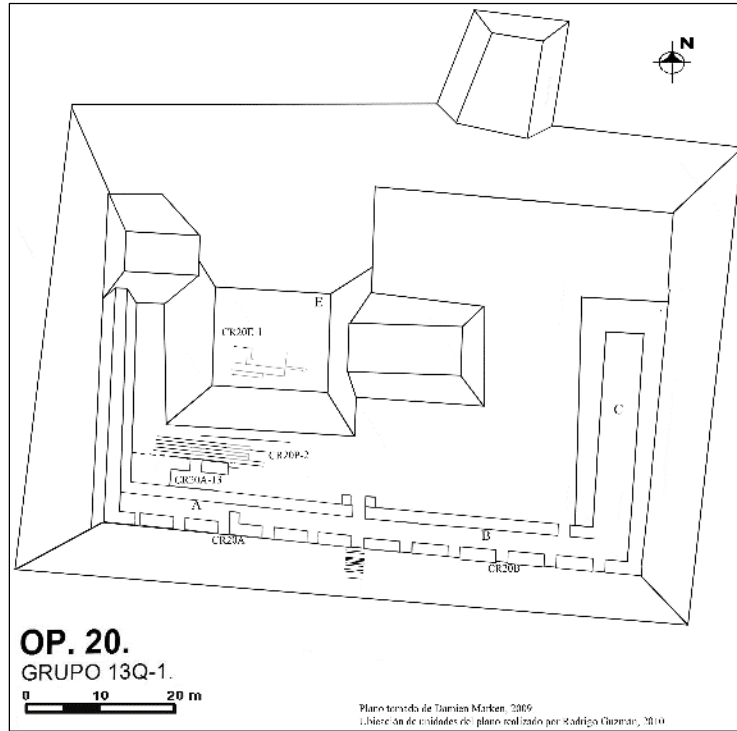 N
E
CR20E-1
C
CR20P-2
CR20A-13
A
B
CR20A
CR20B
OP. 20.
GRUPO 13Q-1.
0 10 20 m
Plano tomado de Damien Marken, 2009
Ubicación de unidades del plano realizado por Rodrigo Guzmán, 2010